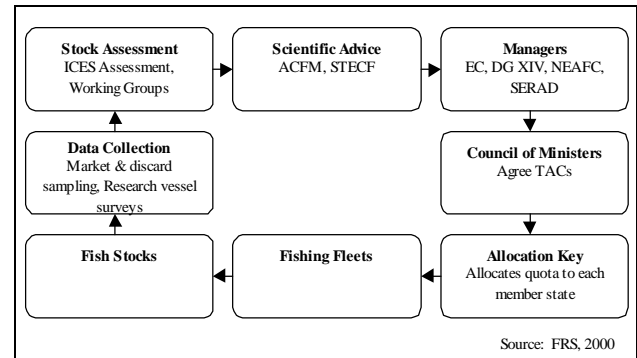 Stock Assessment
ICES Assessment,
Working Groups
Scientific Advice
ACFM, STECF
Managers
EC, DG XIV, NEAFC,
SERAD
Data Collection
Market & discard
sampling, Research vessel
surveys
Council of Ministers
Agree TACs
Fish Stocks
Fishing Fleets
Allocation Key
Allocates quota to each
member state
Source: FRS, 2000